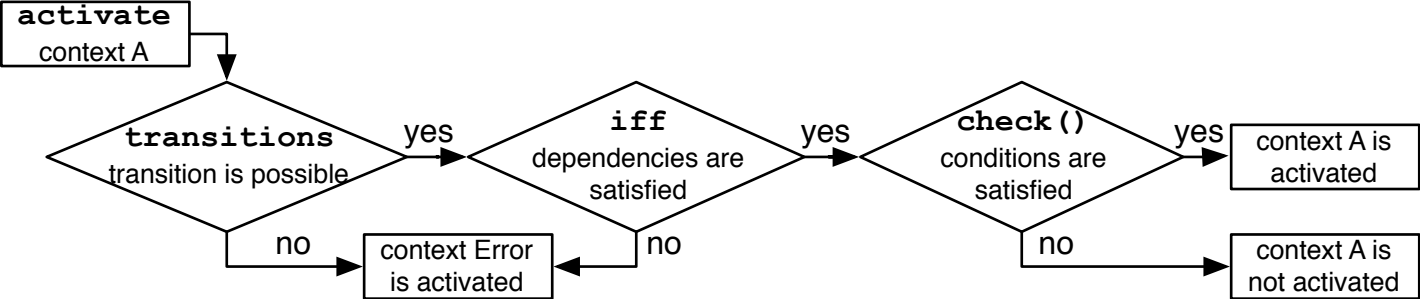 activate
context A
transitions
transition is possible
yes
no
context Error
is activated
iff
dependencies are
satisfied
yes
no
check()
conditions are
satisfied
yes
no
context A is
activated
context A is
not activated